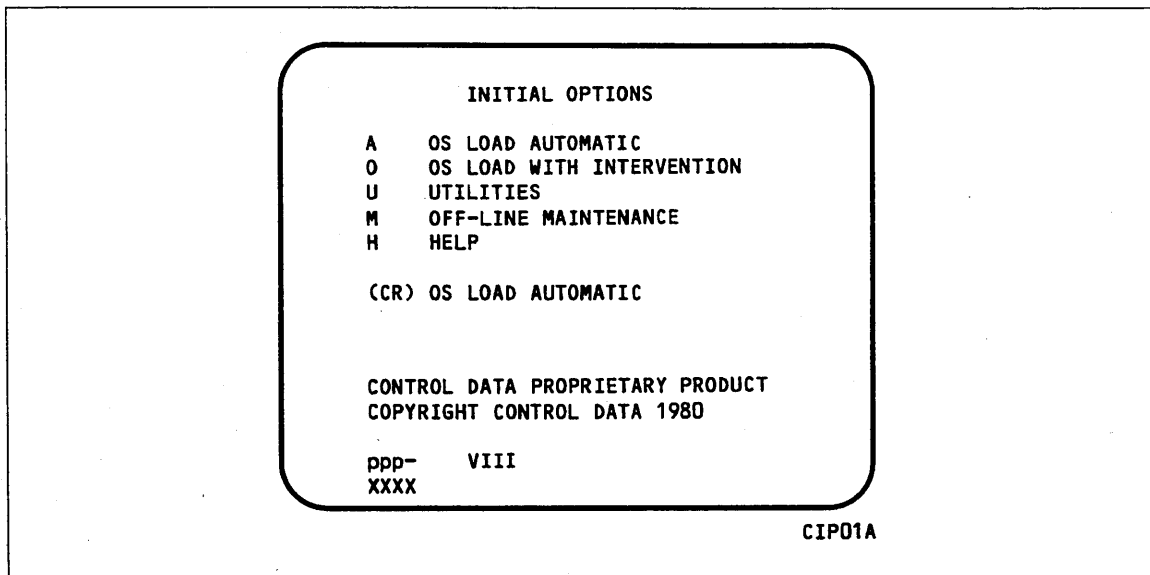 INITIAL OPTIONS
A OS LOAD AUTOMATIC
O OS LOAD WITH INTERVENTION
U UTILITIES
M OFF-LINE MAINTENANCE
H HELP
(CR) OS LOAD AUTOMATIC
CONTROL DATA PROPRIETARY PRODUCT
COPYRIGHT CONTROL DATA 1980
ppp- VIII
XXXX
CIP01A